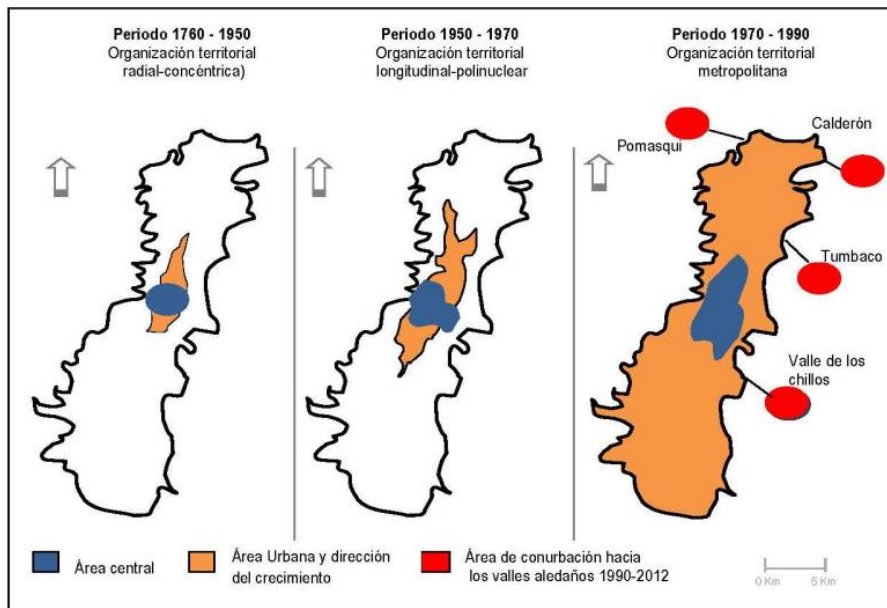 Periodo 1760 - 1950
Organización territorial
radial-concéntrica)
Periodo 1950 - 1970
Organización territorial
longitudinal-polinuclear
Periodo 1970 - 1990
Organización territorial
metropolitana
Pomasqui
Calderón
Tumbaco
Valle de los
chillos
Área central
Área Urbana y dirección
del crecimiento
Área de conurbación hacia
los valles aledaños 1990-2012
0 Km
5 Km